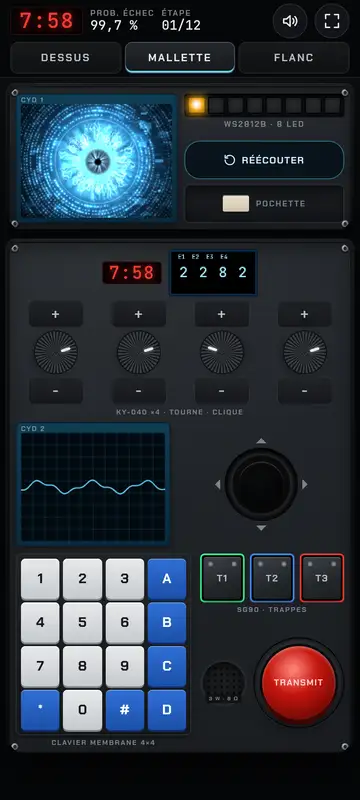 7:58
PROB. ÉCHEC
99,7 %
ÉTAPE
01/12
DESSUS
MALLETTE
FLANC
CYD 1
WS2812B · 8 LED
RÉÉCOUTER
POCHETTE
7:58
E1 E2 E3 E4
2 2 8 2
+ + + +
- - - -
KY-040 ×4 · TOURNE · CLIQUE
CYD 2
1 2 3 A
4 5 6 B
7 8 9 C
* 0 # D
T1 T2 T3
SG90 · TRAPPES
3W · 8Ω
TRANSMIT
CLAVIER MEMBRANE 4×4